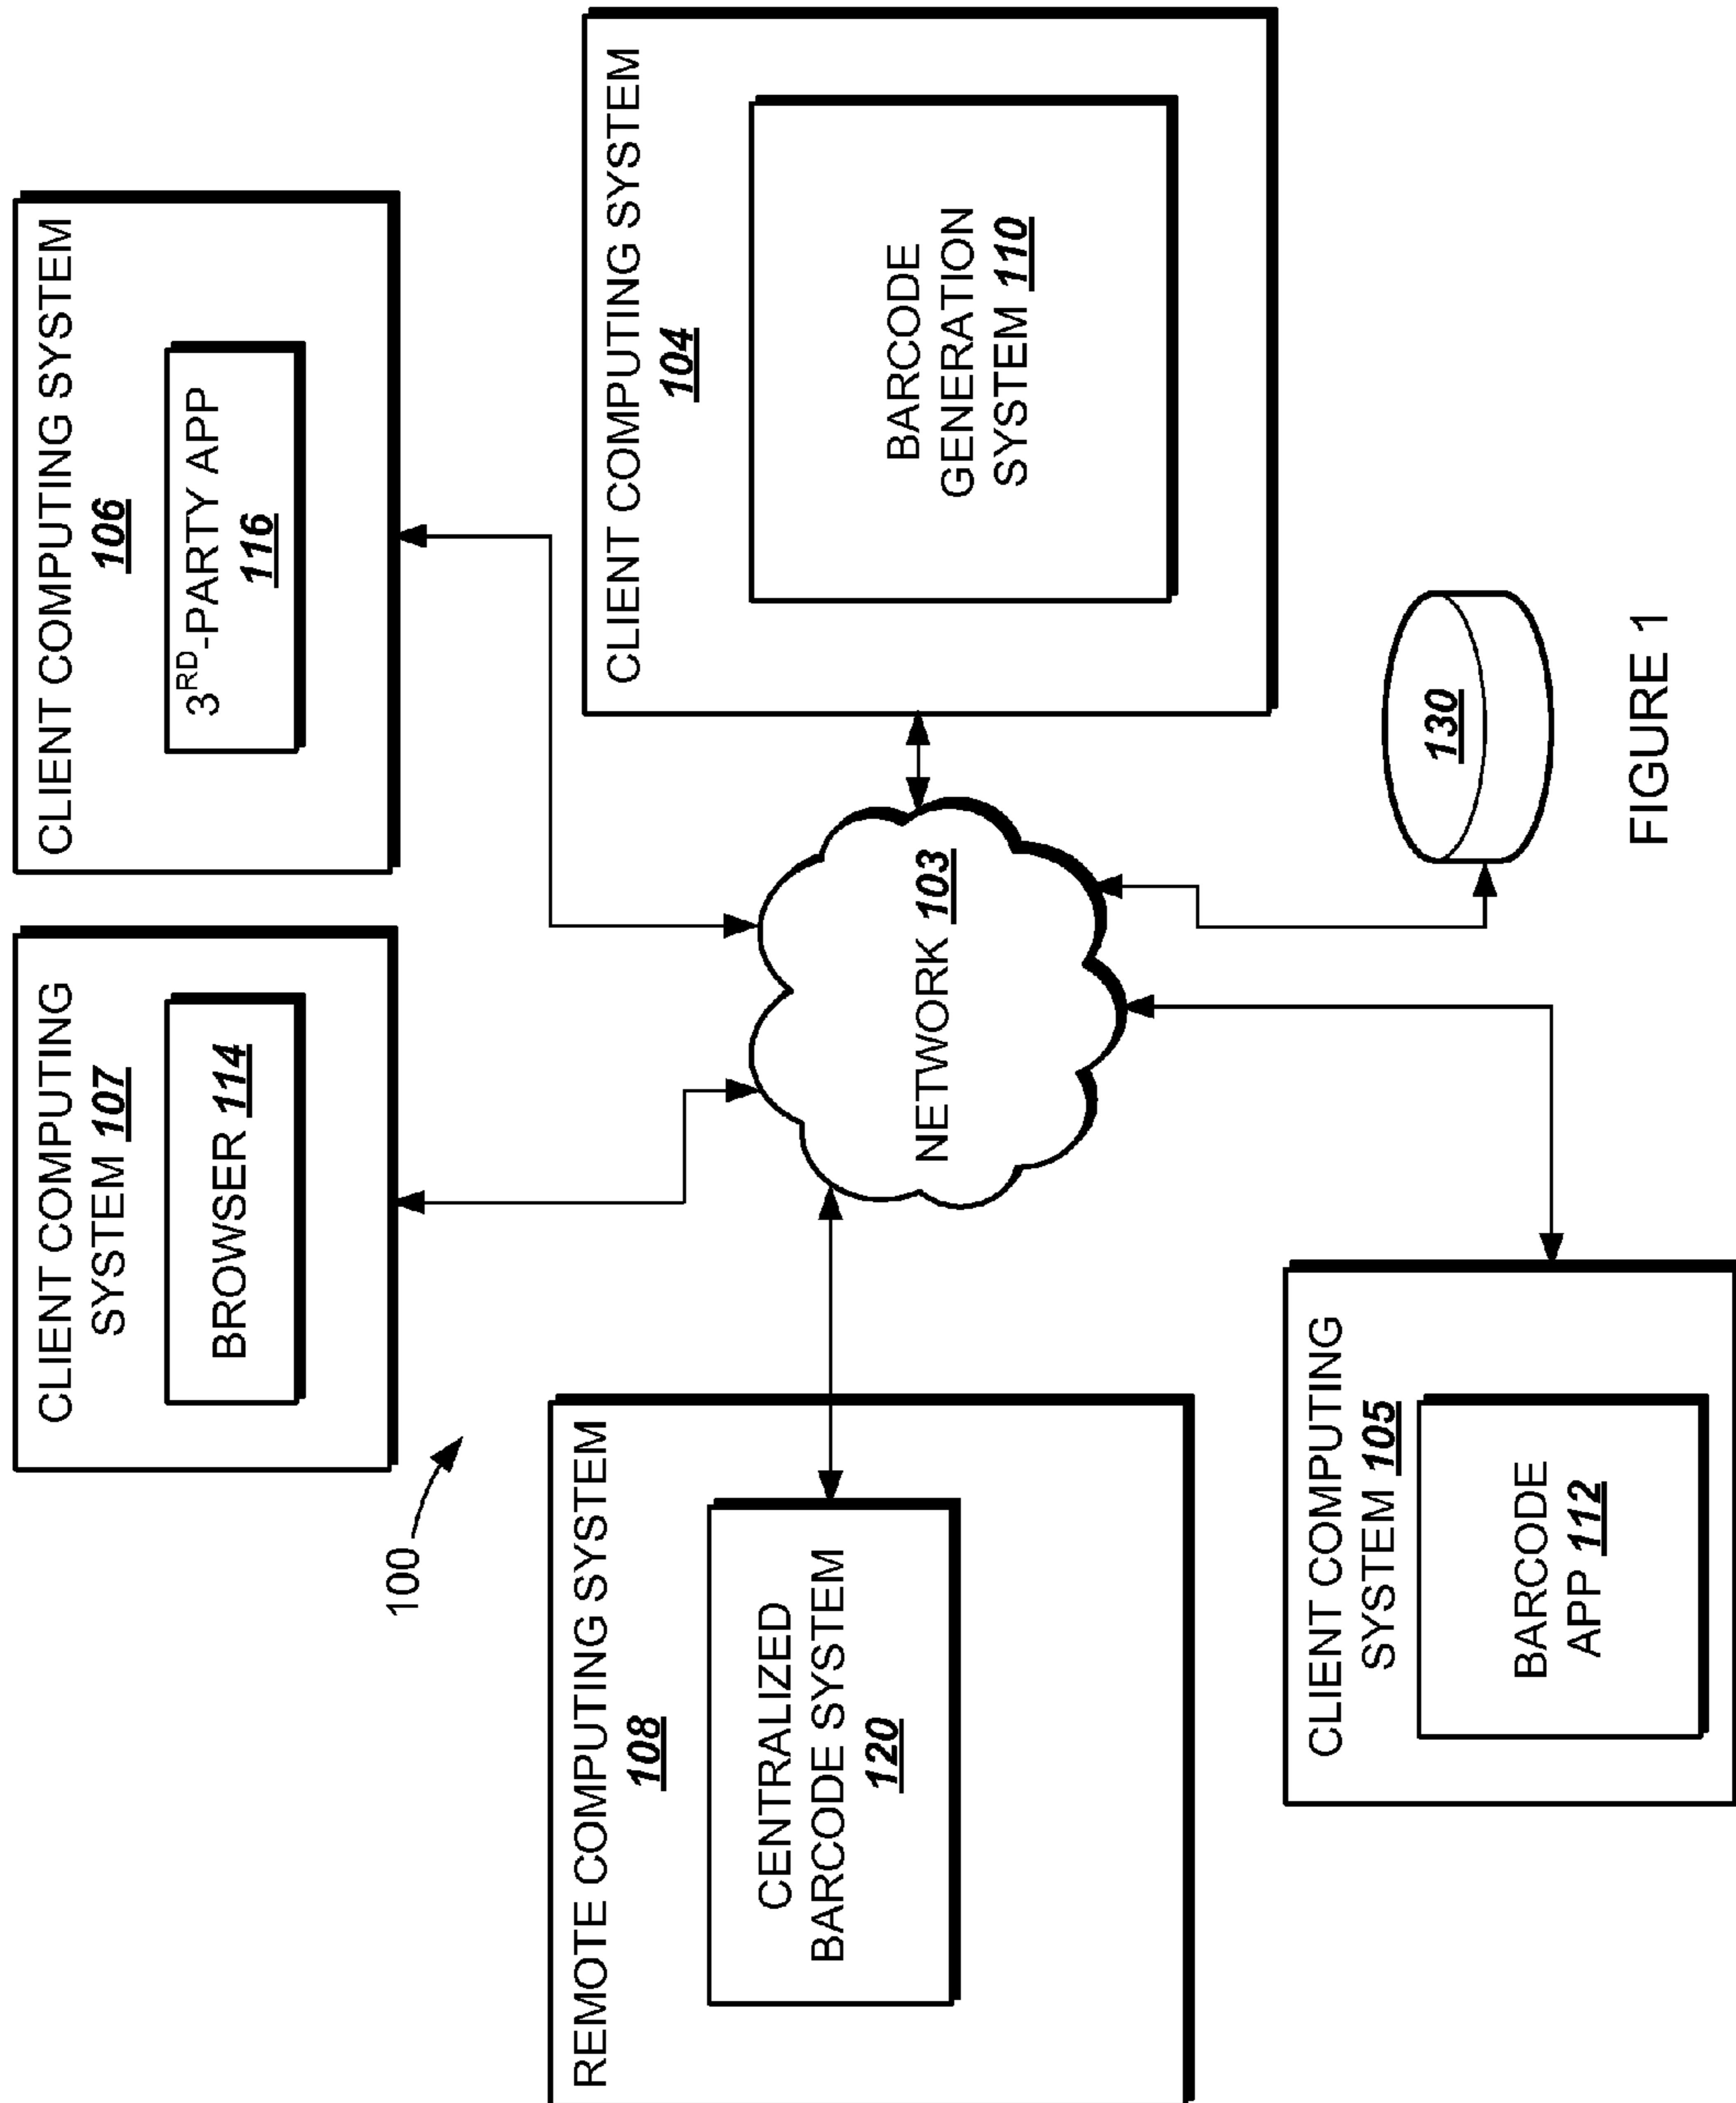 CLIENT COMPUTING
SYSTEM 107
BROWSER 114
CLIENT COMPUTING SYSTEM
106
3RD-PARTY APP
116
100
REMOTE COMPUTING SYSTEM
108
CENTRALIZED
BARCODE SYSTEM
120
NETWORK 103
CLIENT COMPUTING SYSTEM
104
BARCODE
GENERATION
SYSTEM 110
CLIENT COMPUTING
SYSTEM 105
BARCODE
APP 112
130
FIGURE 1